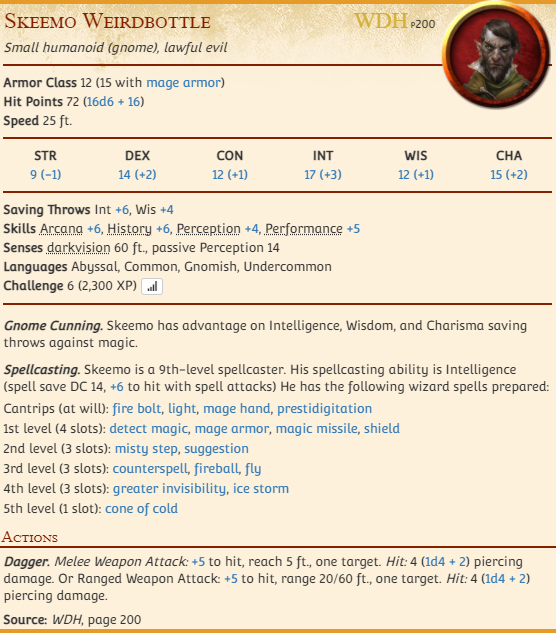 Skeemo Weirdbottle
WDH P200
Small humanoid (gnome), lawful evil
Armor Class 12 (15 with mage armor)
Hit Points 72 (16d6 + 16)
Speed 25 ft.
STR DEX CON INT WIS CHA
9 (−1) 14 (+2) 12 (+1) 17 (+3) 12 (+1) 15 (+2)
Saving Throws Int +6, Wis +4
Skills Arcana +6, History +6, Perception +4, Performance +5
Senses darkvision 60 ft., passive Perception 14
Languages Abyssal, Common, Gnomish, Undercommon
Challenge 6 (2,300 XP)
Gnome Cunning. Skeemo has advantage on Intelligence, Wisdom, and Charisma saving
throws against magic.
Spellcasting. Skeemo is a 9th-level spellcaster. His spellcasting ability is Intelligence
(spell save DC 14, +6 to hit with spell attacks) He has the following wizard spells prepared:
Cantrips (at will): fire bolt, light, mage hand, prestidigitation
1st level (4 slots): detect magic, mage armor, magic missile, shield
2nd level (3 slots): misty step, suggestion
3rd level (3 slots): counterspell, fireball, fly
4th level (3 slots): greater invisibility, ice storm
5th level (1 slot): cone of cold
Actions
Dagger. Melee Weapon Attack: +5 to hit, reach 5 ft., one target. Hit: 4 (1d4 + 2) piercing
damage. Or Ranged Weapon Attack: +5 to hit, range 20/60 ft., one target. Hit: 4 (1d4 + 2)
piercing damage.
Source: WDH, page 200